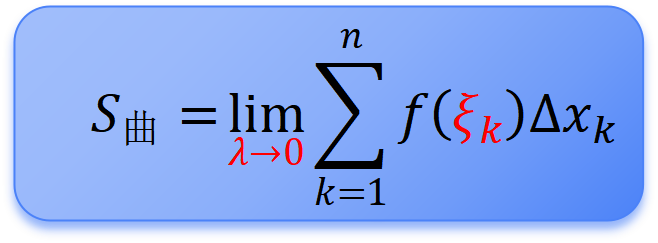 S曲 = lim λ→0 ∑ k=1 n f(ξk)Δxk